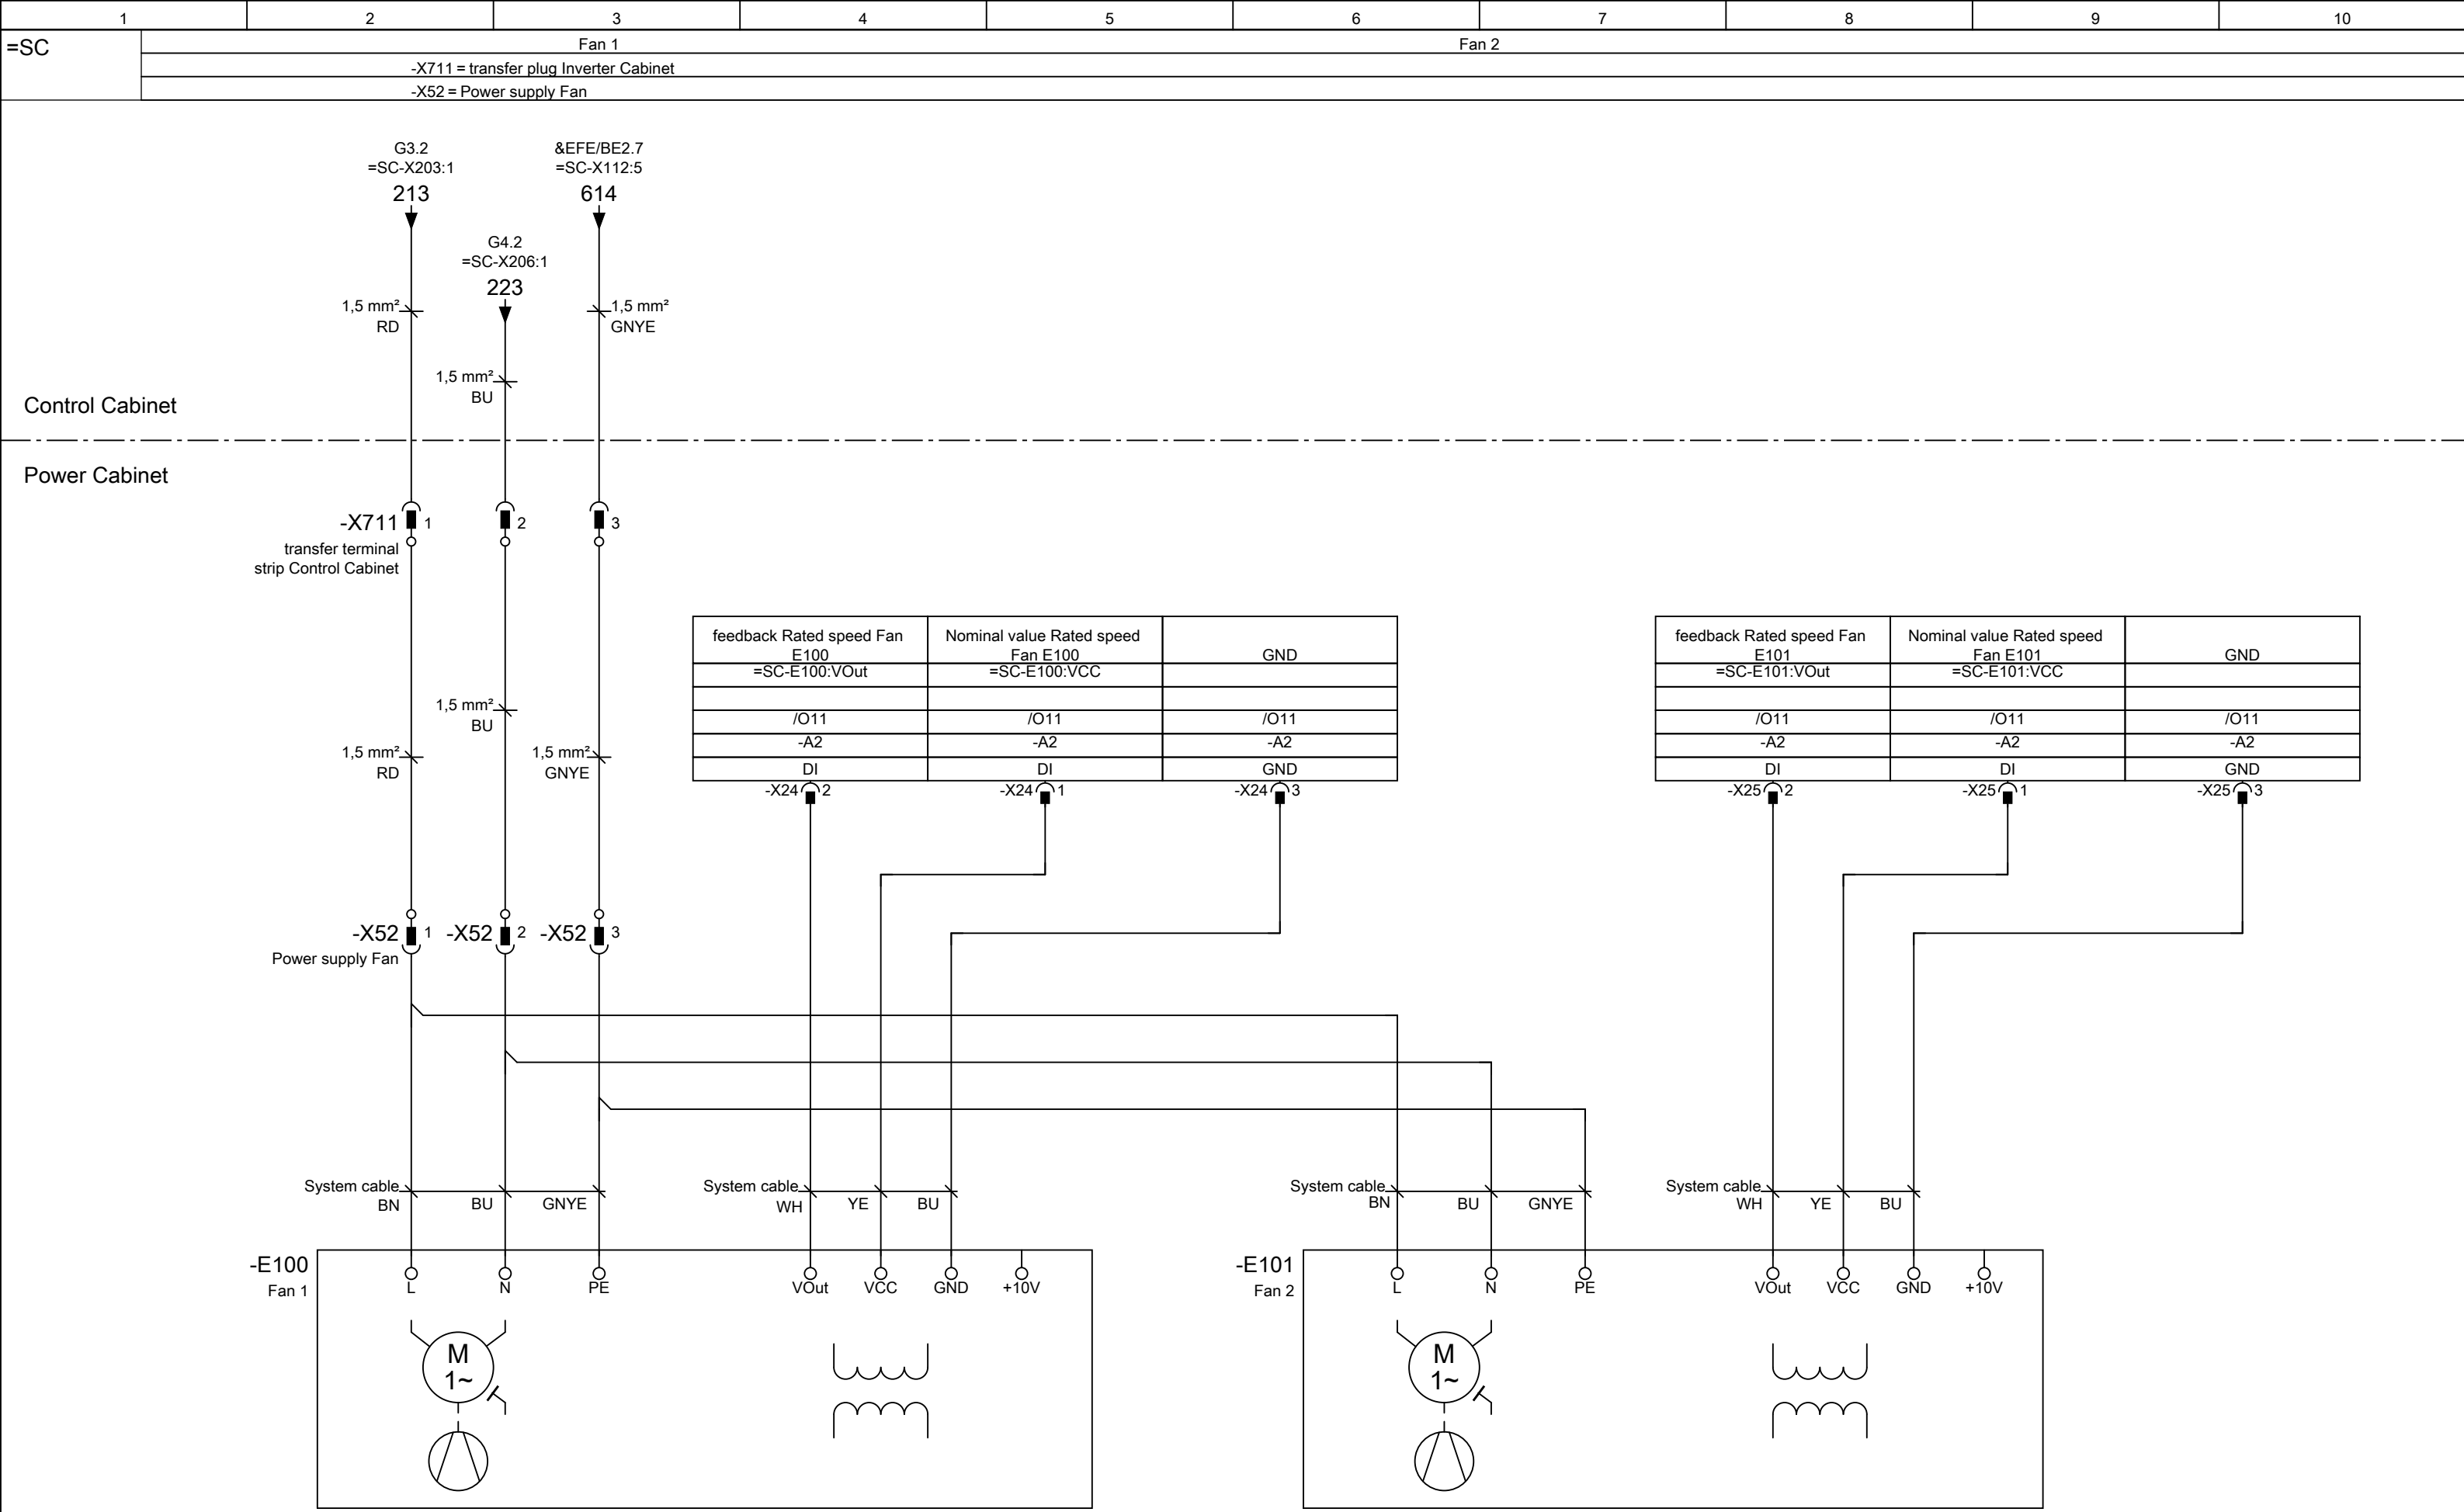 1 2 3 4 5 6 7 8 9 10
=SC
Fan 1 Fan 2
-X711 = transfer plug Inverter Cabinet
-X52 = Power supply Fan
G3.2 &EFE/BE2.7
=SC-X203:1 =SC-X112:5
213 614
G4.2
=SC-X206:1
223
1,5 mm² 1,5 mm²
RD GNYE
1,5 mm²
BU
Control Cabinet
Power Cabinet
-X711 1 2 3
transfer terminal
strip Control Cabinet
feedback Rated speed Fan E100
Nominal value Rated speed Fan E100
GND
=SC-E100:VOut =SC-E100:VCC
/O11 /O11 /O11
-A2 -A2 -A2
DI DI GND
-X24 2 -X24 1 -X24 3
feedback Rated speed Fan E101
Nominal value Rated speed Fan E101
GND
=SC-E101:VOut =SC-E101:VCC
/O11 /O11 /O11
-A2 -A2 -A2
DI DI GND
-X25 2 -X25 1 -X25 3
1,5 mm²
BU
1,5 mm² 1,5 mm²
RD GNYE
-X52 1 -X52 2 -X52 3
Power supply Fan
System cable System cable System cable System cable
BN BU GNYE WH YE BU BN BU GNYE WH YE BU
-E100 -E101
Fan 1 L N PE VOut VCC GND +10V Fan 2 L N PE VOut VCC GND +10V
M M
1~ 1~